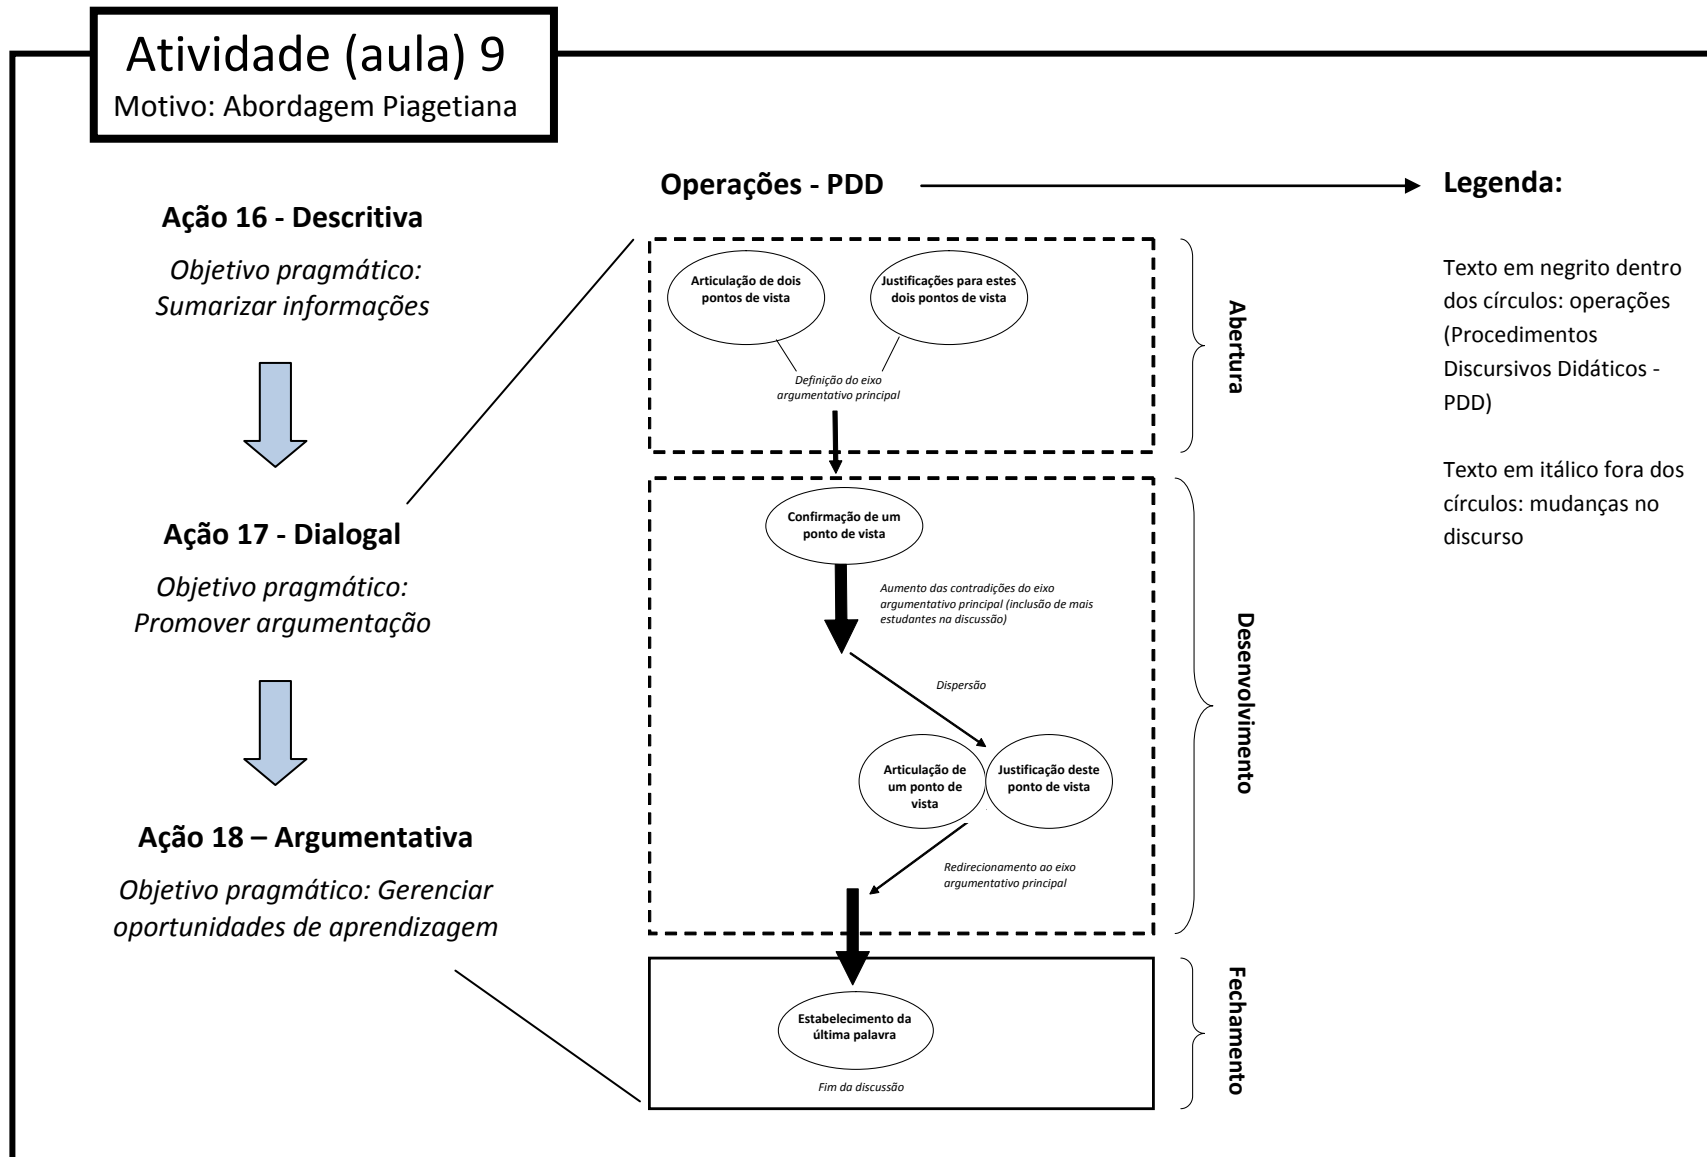 Atividade (aula) 9
Motivo: Abordagem Piagetiana
Ação 16 - Descritiva
Objetivo pragmático:
Sumarizar informações
Ação 17 - Dialogal
Objetivo pragmático:
Promover argumentação
Ação 18 – Argumentativa
Objetivo pragmático: Gerenciar
oportunidades de aprendizagem
Operações - PDD
Articulação de dois
pontos de vista
Justificações para estes
dois pontos de vista
Definição do eixo
argumentativo principal
Abertura
Confirmação de um
ponto de vista
Aumento das contradições do eixo
argumentativo principal (inclusão de mais
estudantes na discussão)
Dispersão
Articulação de
um ponto de
vista
Justificação deste
ponto de vista
Redirecionamento ao eixo
argumentativo principal
Desenvolvimento
Estabelecimento da
última palavra
Fim da discussão
Fechamento
Legenda:
Texto em negrito dentro
dos círculos: operações
(Procedimentos
Discursivos Didáticos -
PDD)
Texto em itálico fora dos
círculos: mudanças no
discurso